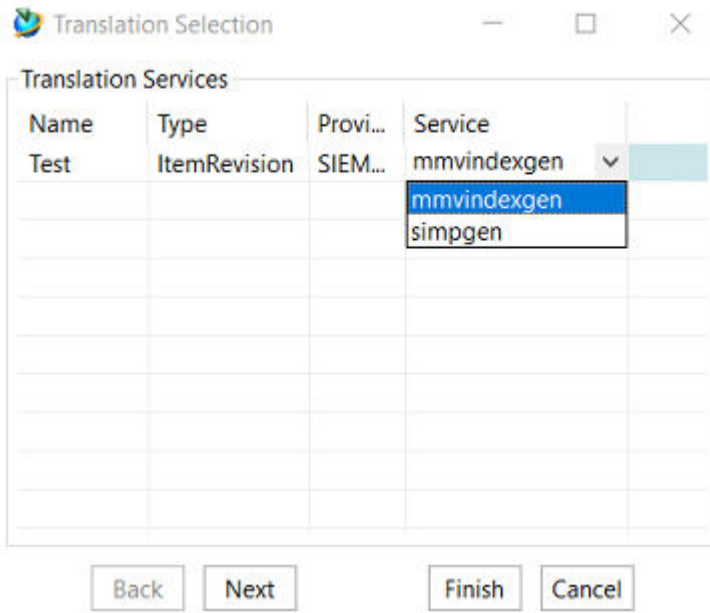 Translation Selection
Translation Services
Name Type Provi... Service
Test ItemRevision SIEM... mmvindexgen
mmvindexgen
simpgen
Back Next Finish Cancel